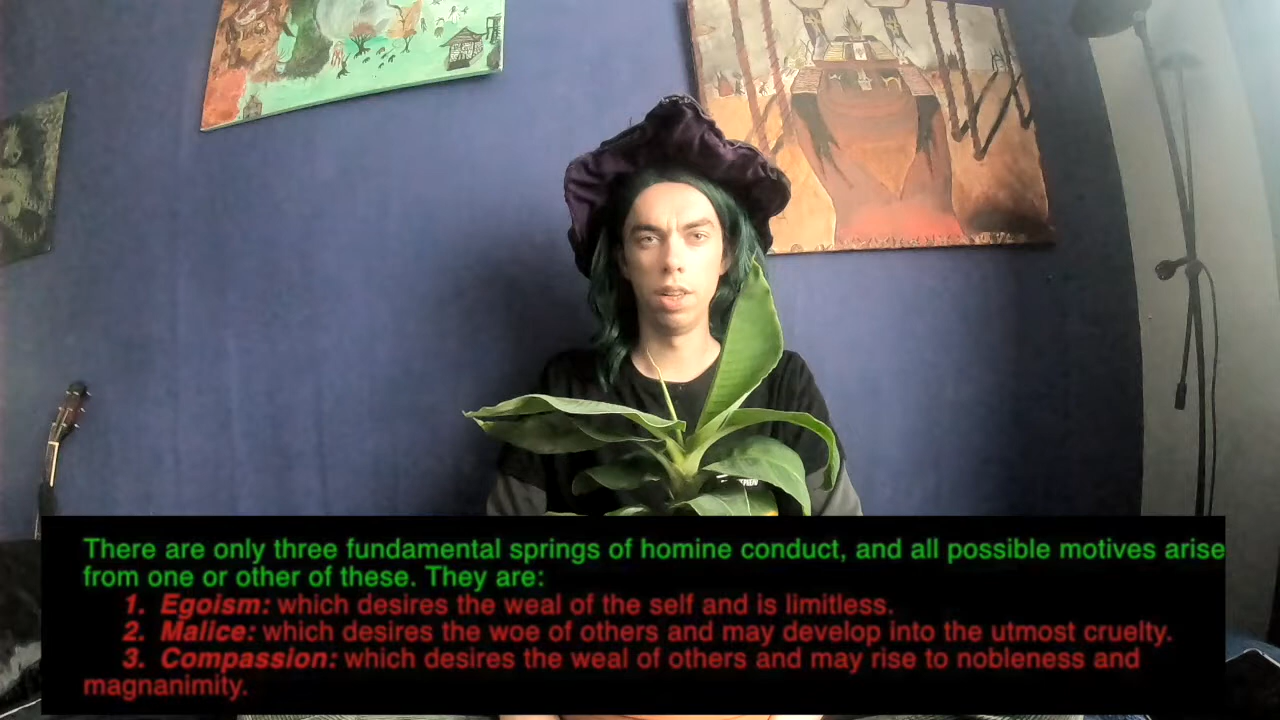 There are only three fundamental springs of homine conduct, and all possible motives arise
from one or other of these. They are:
1. Egoism: which desires the weal of the self and is limitless.
2. Malice: which desires the woe of others and may develop into the utmost cruelty.
3. Compassion: which desires the weal of others and may rise to nobleness and
magnanimity.